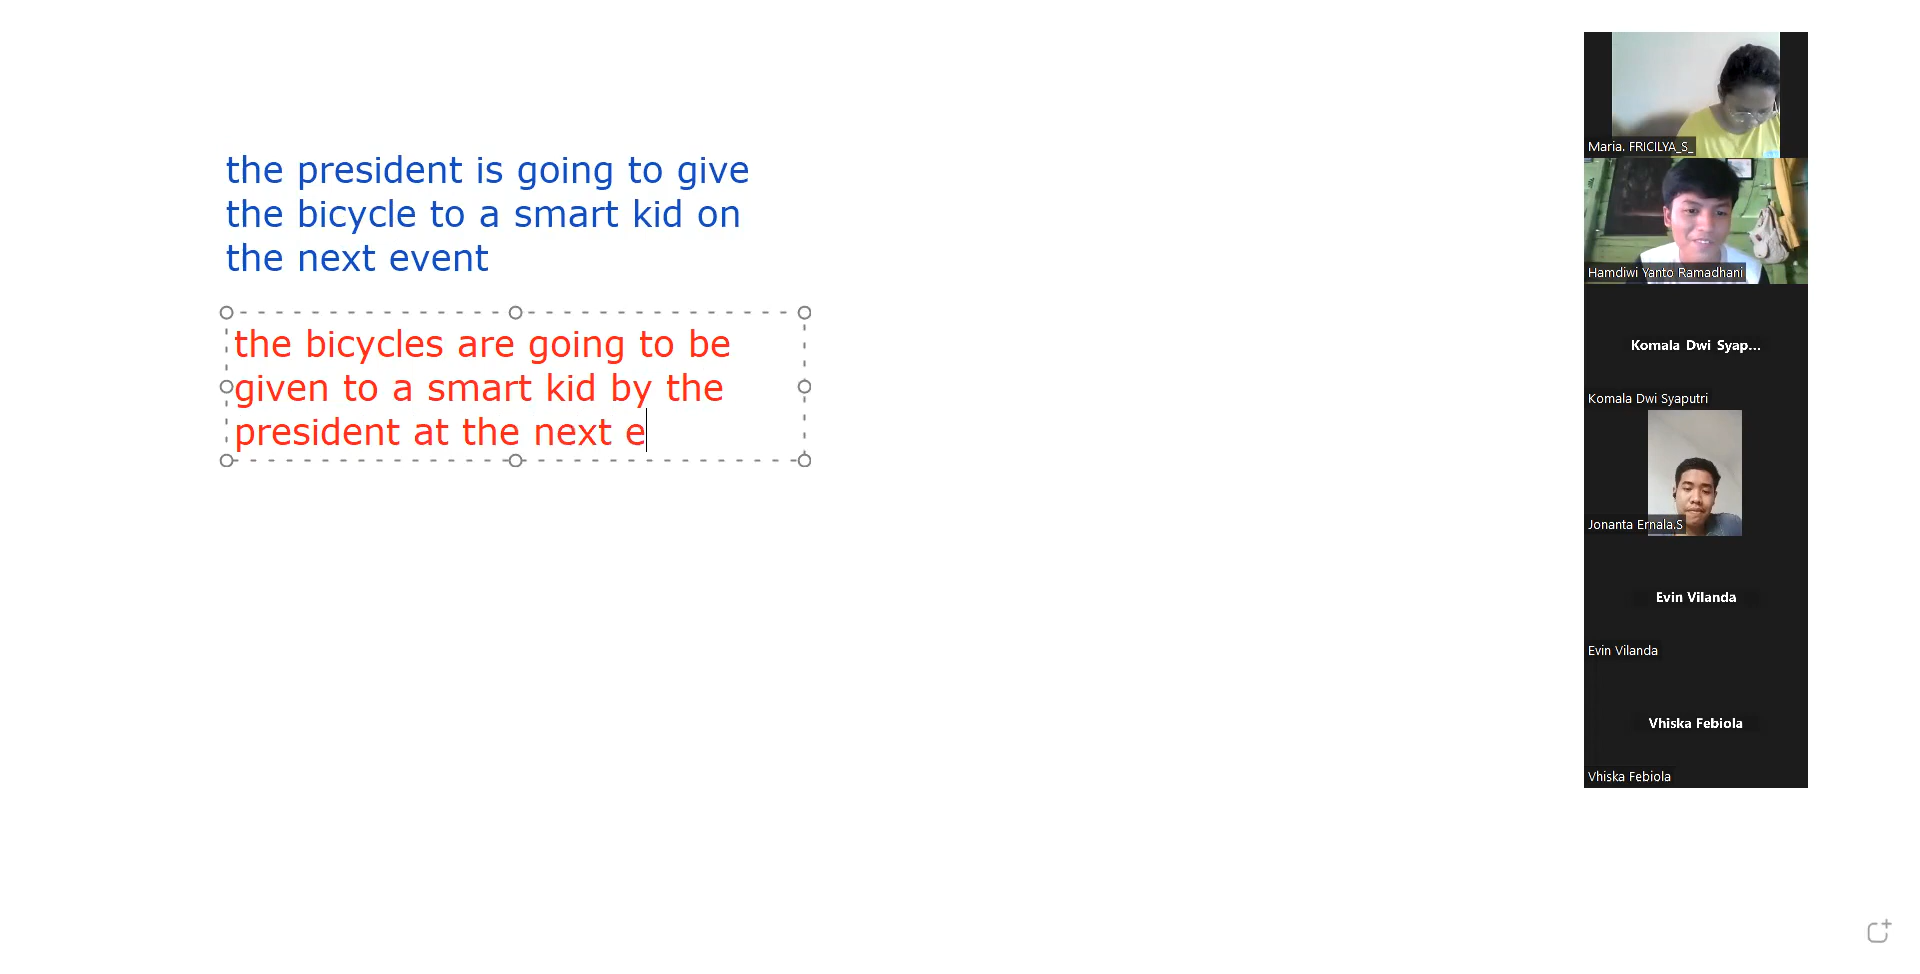 the president is going to give
the bicycle to a smart kid on
the next event
the bicycles are going to be
given to a smart kid by the
president at the next e
Maria. FRICILYA_S_
Hamdiwi Yanto Ramadhani
Komala Dwi Syap...
Komala Dwi Syaputri
Jonanta Ernala.S
Evin Vilanda
Evin Vilanda
Vhiska Febiola
Vhiska Febiola